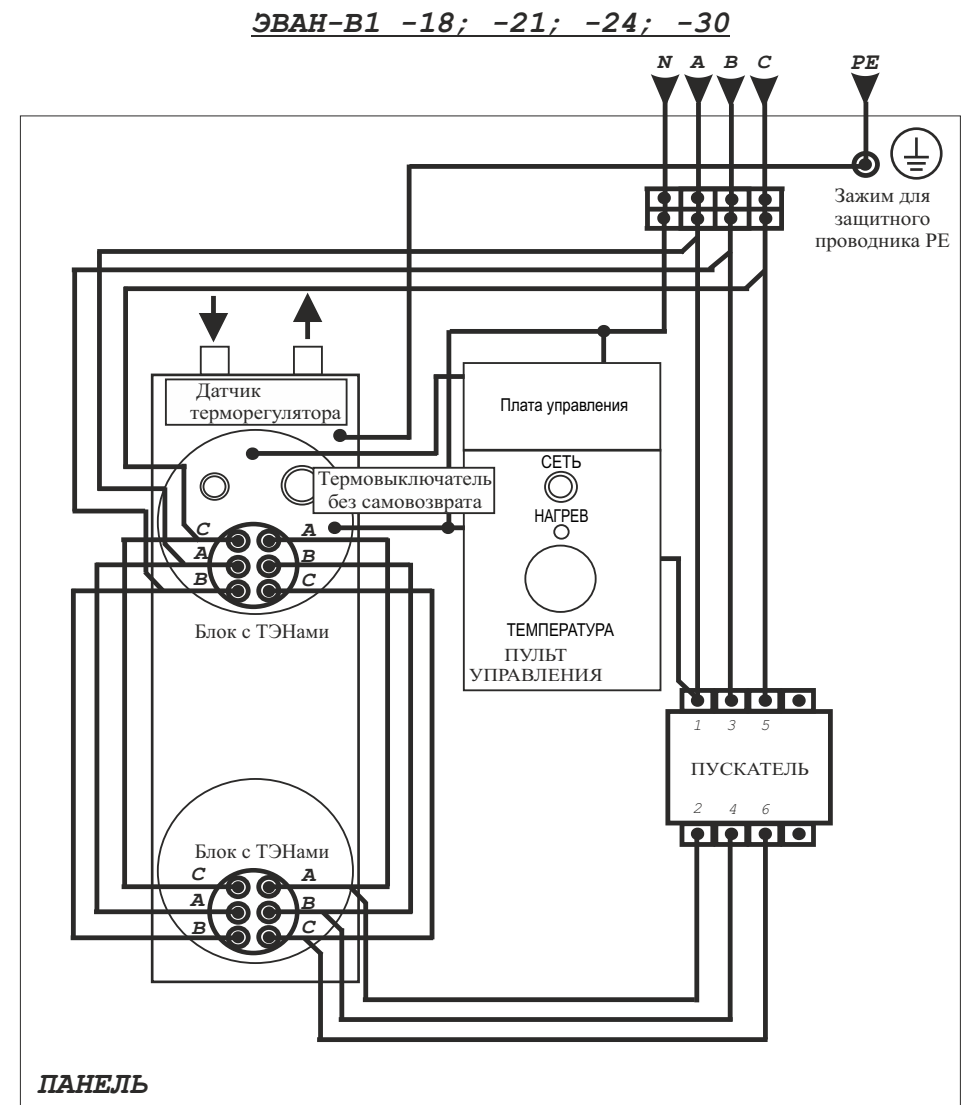 ЭВАН-В1 -18; -21; -24; -30
N A B C PE
Зажим для
защитного
проводника PE
Датчик
терморегулятора
Плата управления
СЕТЬ
Термовыключатель
без самовозврата
НАГРЕВ
C A
A B
B C
Блок с ТЭНами
ТЕМПЕРАТУРА
ПУЛЬТ
УПРАВЛЕНИЯ
1 3 5
ПУСКАТЕЛЬ
2 4 6
Блок с ТЭНами
C A
A B
B C
ПАНЕЛЬ